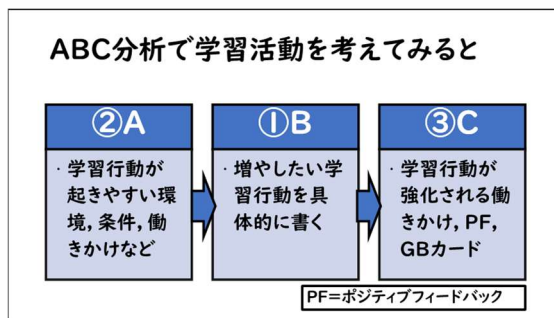 ABC分析で学習活動を考えてみると
②A
・学習行動が
起きやすい環
境,条件,働
きかけなど
①B
・増やしたい学
習行動を具
体的に書く
③C
・学習行動が
強化される働
きかけ,PF,
GBカード
PF=ポジティブフィードバック